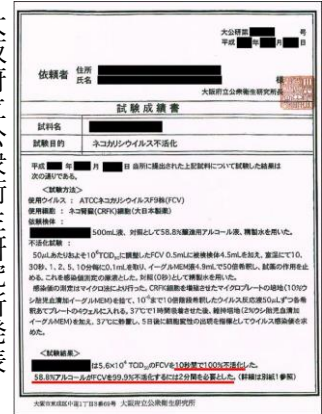 大阪府立公衆衛生研究所発表
大公研第 号
平成 年 月 日
依頼者 住所
氏名
様
大阪府立公衆衛生研究所長
試験成績書
試料名
試験目的 ネコカリシウイルス不活化
平成 年 月 日 当所に提出された上記試料について試験した結果は
次の通りである。
<試験方法>
使用ウイルス : ATCCネコカリシウイルスF9株(FCV)
使用細胞 : ネコ腎臓(CRFK)細胞(大日本製薬)
依頼検体 :
500mL液、対照として58.8%醸造用アルコール液、精製水を用いた。
不活化試験 :
50μLあたりおよそ10⁶TCD₅₀に調整したFCV 0.5mLに被検検体4.5mLを加え、室温にて10、
30秒、1、2、5、10分毎に0.1mLを取り、イーグルMEM液4.9mLで50倍希釈し、試薬の作用を止
める。これを感染価測定の原液とした。対照(0秒)として精製水を用いた。
感染価の測定はマイクロ法により行った。CRFK細胞を増殖させたマイクロプレートの培地(10%ウ
シ胎児血清加イーグルMEM)を捨て、10⁻⁶まで10倍階段希釈したウイルス反応液50μLずつを各希
釈あてプレートの4ウェルに入れる。37℃で1時間吸着させた後、維持培地(2%ウシ胎児血清加
イーグルMEM)を加え、37℃に静置し、5日後に細胞変性の出現を指標としてウイルス感染価を求
めた。
<試験結果>
は5.6×10⁴ TCD₅₀のFCVを10秒間で100%不活化した。
58.8%アルコールがFCVを99.9%不活化するには2分間を必要とした。(詳細は別紙1参照)
大阪市東成区中道1丁目3番69号 大阪府立公衆衛生研究所